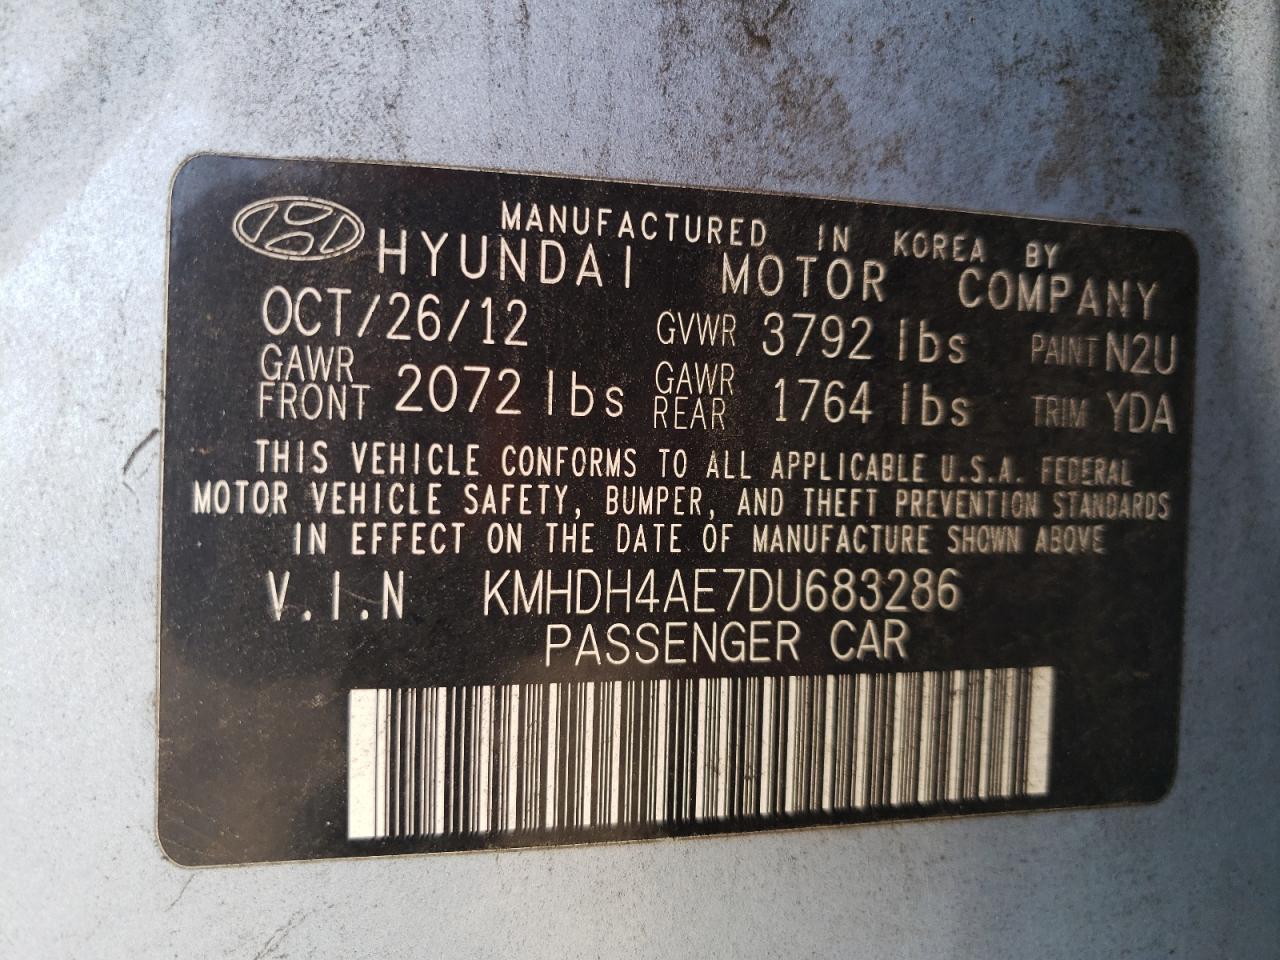 MANUFACTURED IN KOREA BY
HYUNDAI MOTOR COMPANY
OCT/26/12 GVWR 3792 lbs PAINT N2U
GAWR FRONT 2072 lbs GAWR REAR 1764 lbs TRIM YDA
THIS VEHICLE CONFORMS TO ALL APPLICABLE U.S.A. FEDERAL
MOTOR VEHICLE SAFETY, BUMPER, AND THEFT PREVENTION STANDARDS
IN EFFECT ON THE DATE OF MANUFACTURE SHOWN ABOVE
V.I.N KMHDH4AE7DU683286
PASSENGER CAR